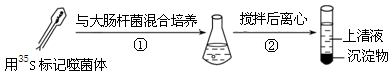 与大肠杆菌混合培养
①
搅拌后离心
②
上清液
沉淀物
用³⁵S标记噬菌体